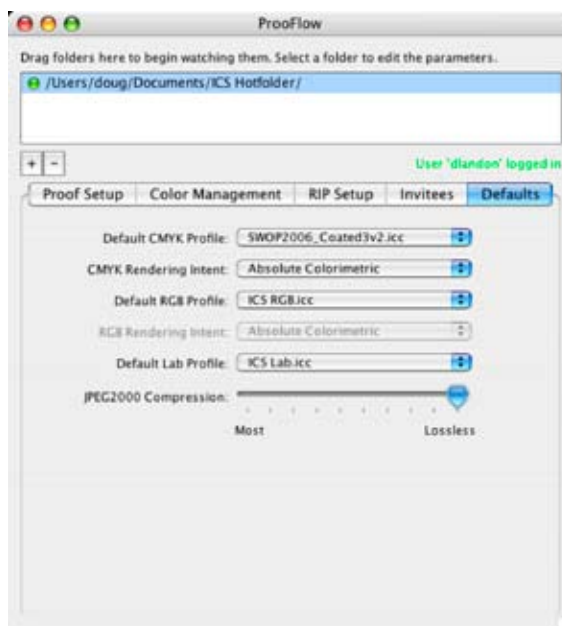 ProoFlow
Drag folders here to begin watching them. Select a folder to edit the parameters.
/Users/doug/Documents/ICS Hotfolder/
+ -
User 'dlandon' logged in
Proof Setup Color Management RIP Setup Invitees Defaults
Default CMYK Profile: SWOP2006_Coated3v2.icc
CMYK Rendering Intent: Absolute Colorimetric
Default RGB Profile: ICS RGB.icc
RGB Rendering Intent: Absolute Colorimetric
Default Lab Profile: ICS Lab.icc
JPEG2000 Compression:
Most Lossless